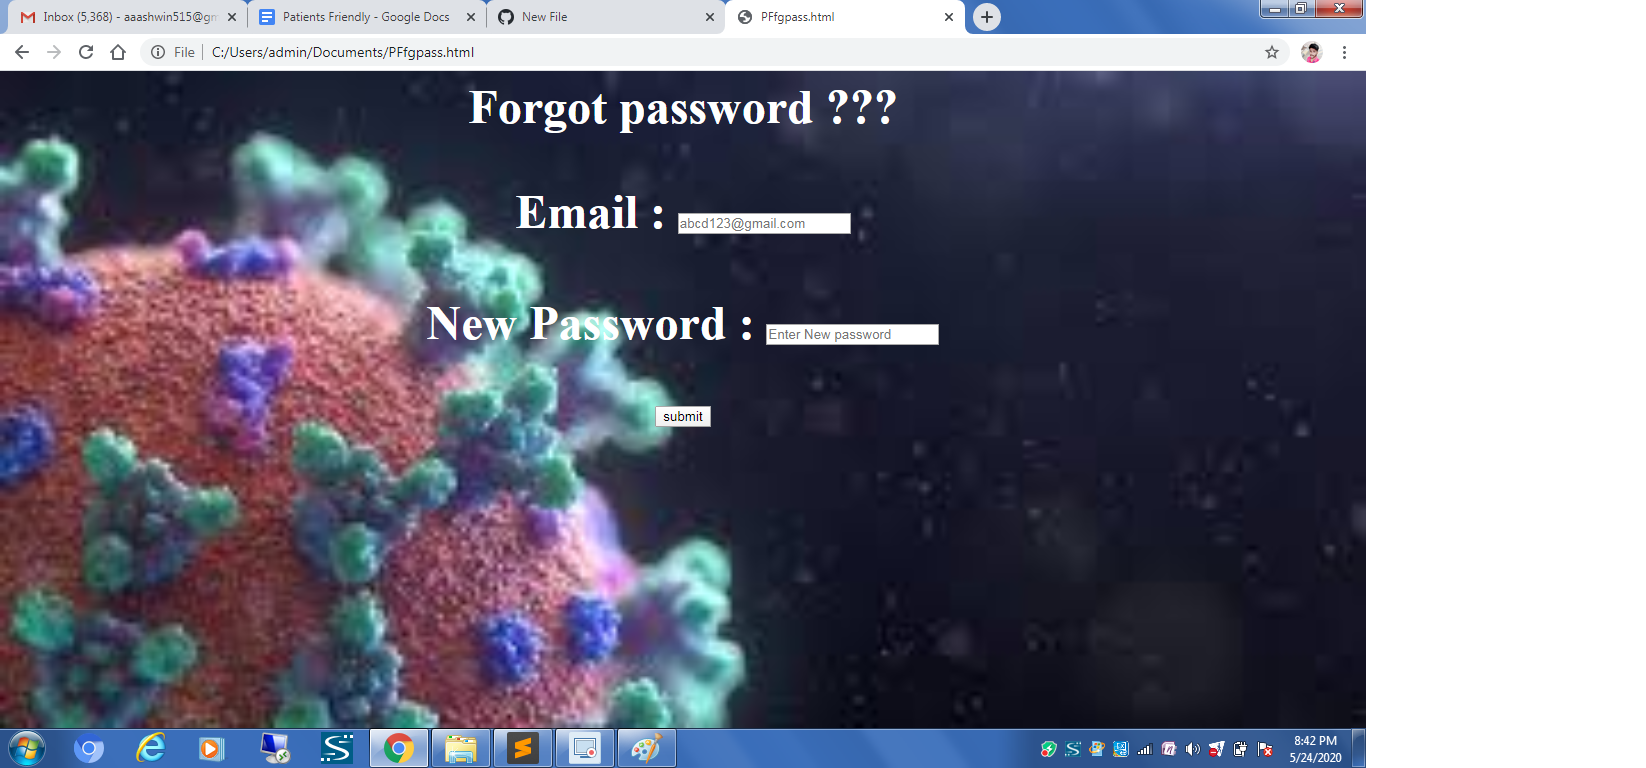 Inbox (5,368) - aaashwin515@gm
Patients Friendly - Google Docs
New File
PFfgpass.html
File
C:/Users/admin/Documents/PFfgpass.html
Forgot password ???
Email : abcd123@gmail.com
New Password : Enter New password
submit
8:42 PM
5/24/2020